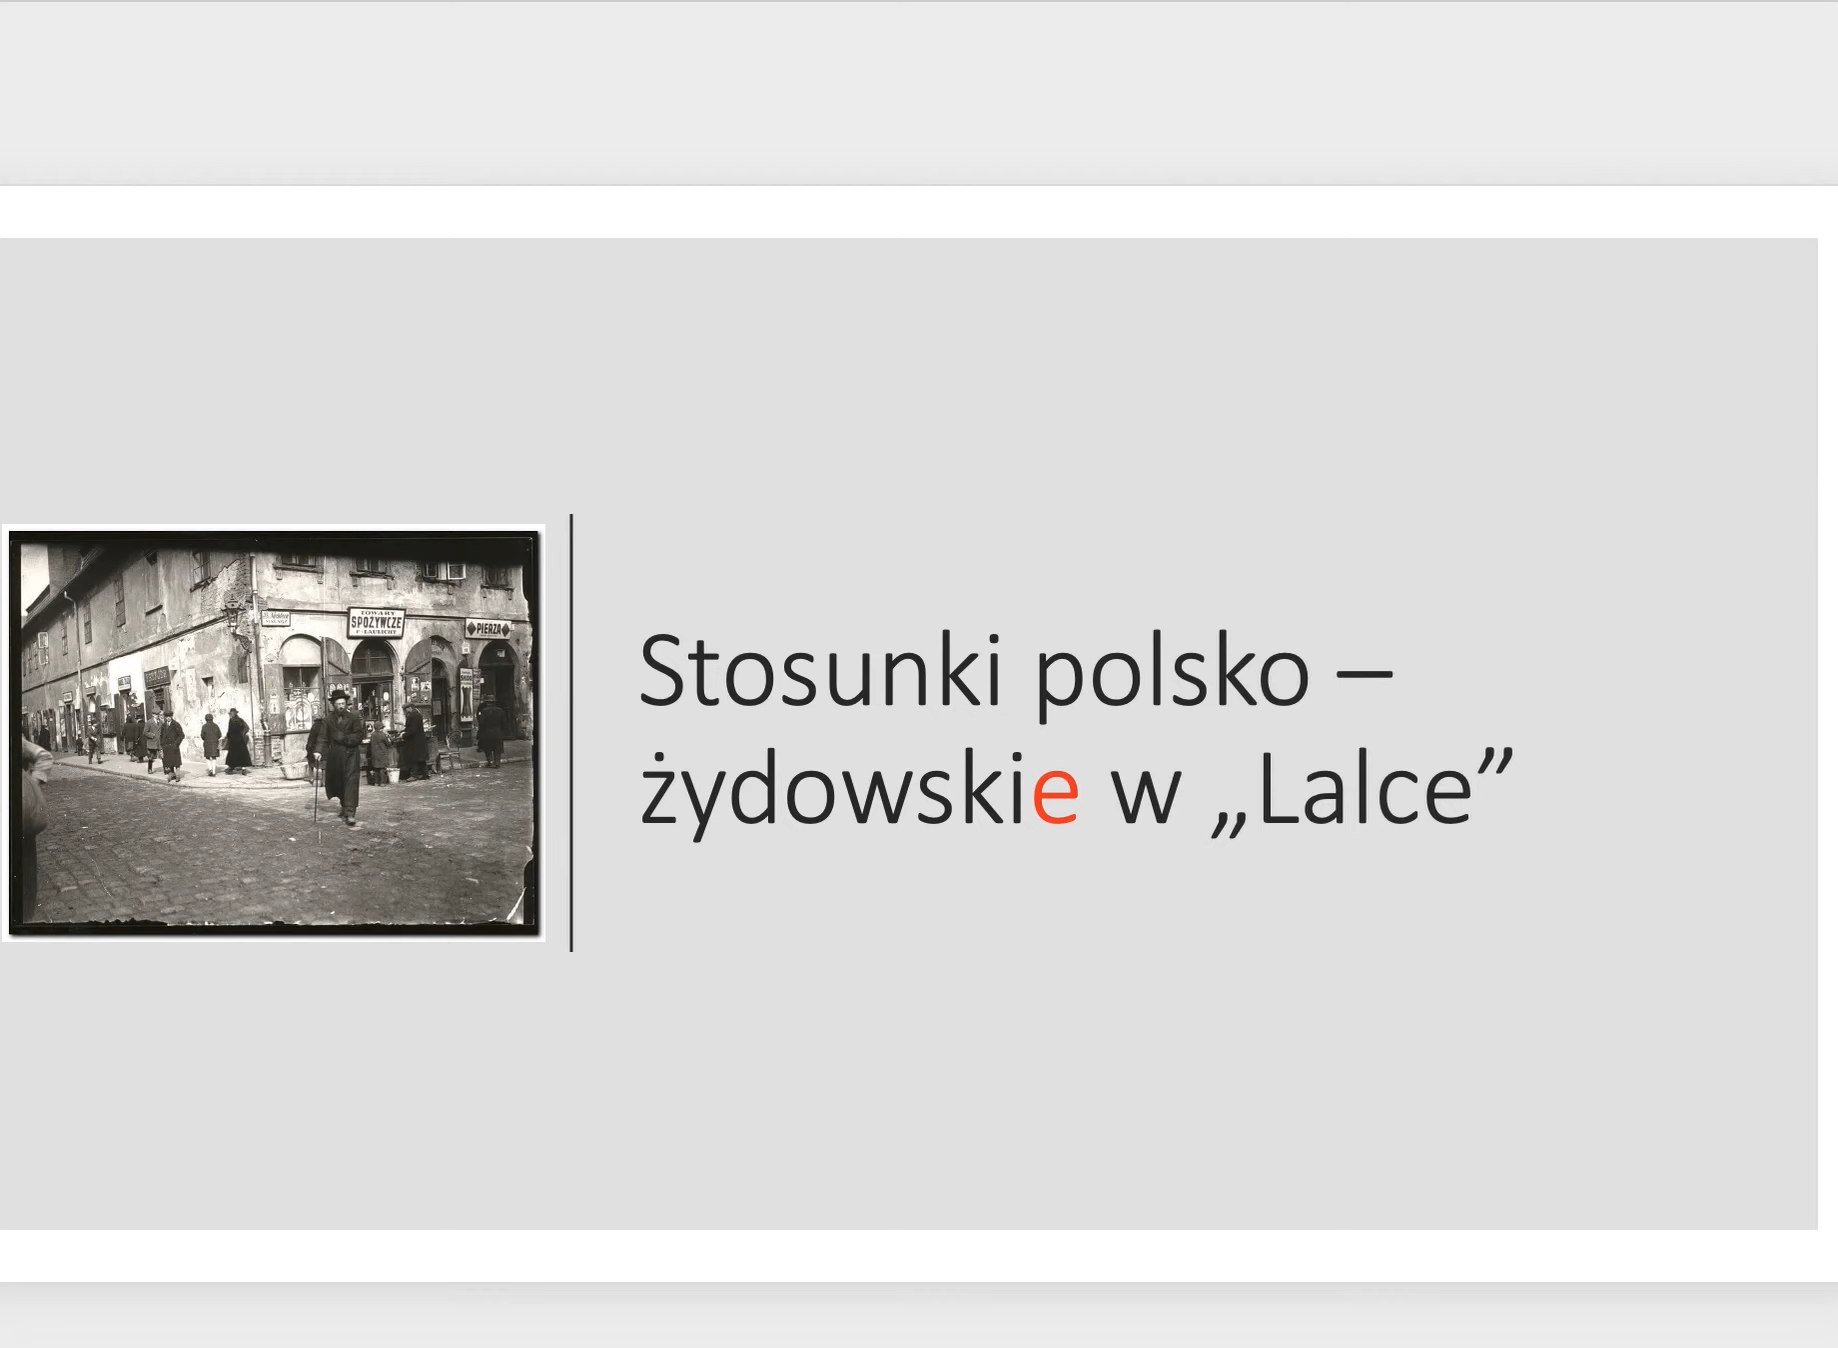 TOWARY
SPOŻYWCZE
PIERZA
Stosunki polsko –
żydowskie w „Lalce”